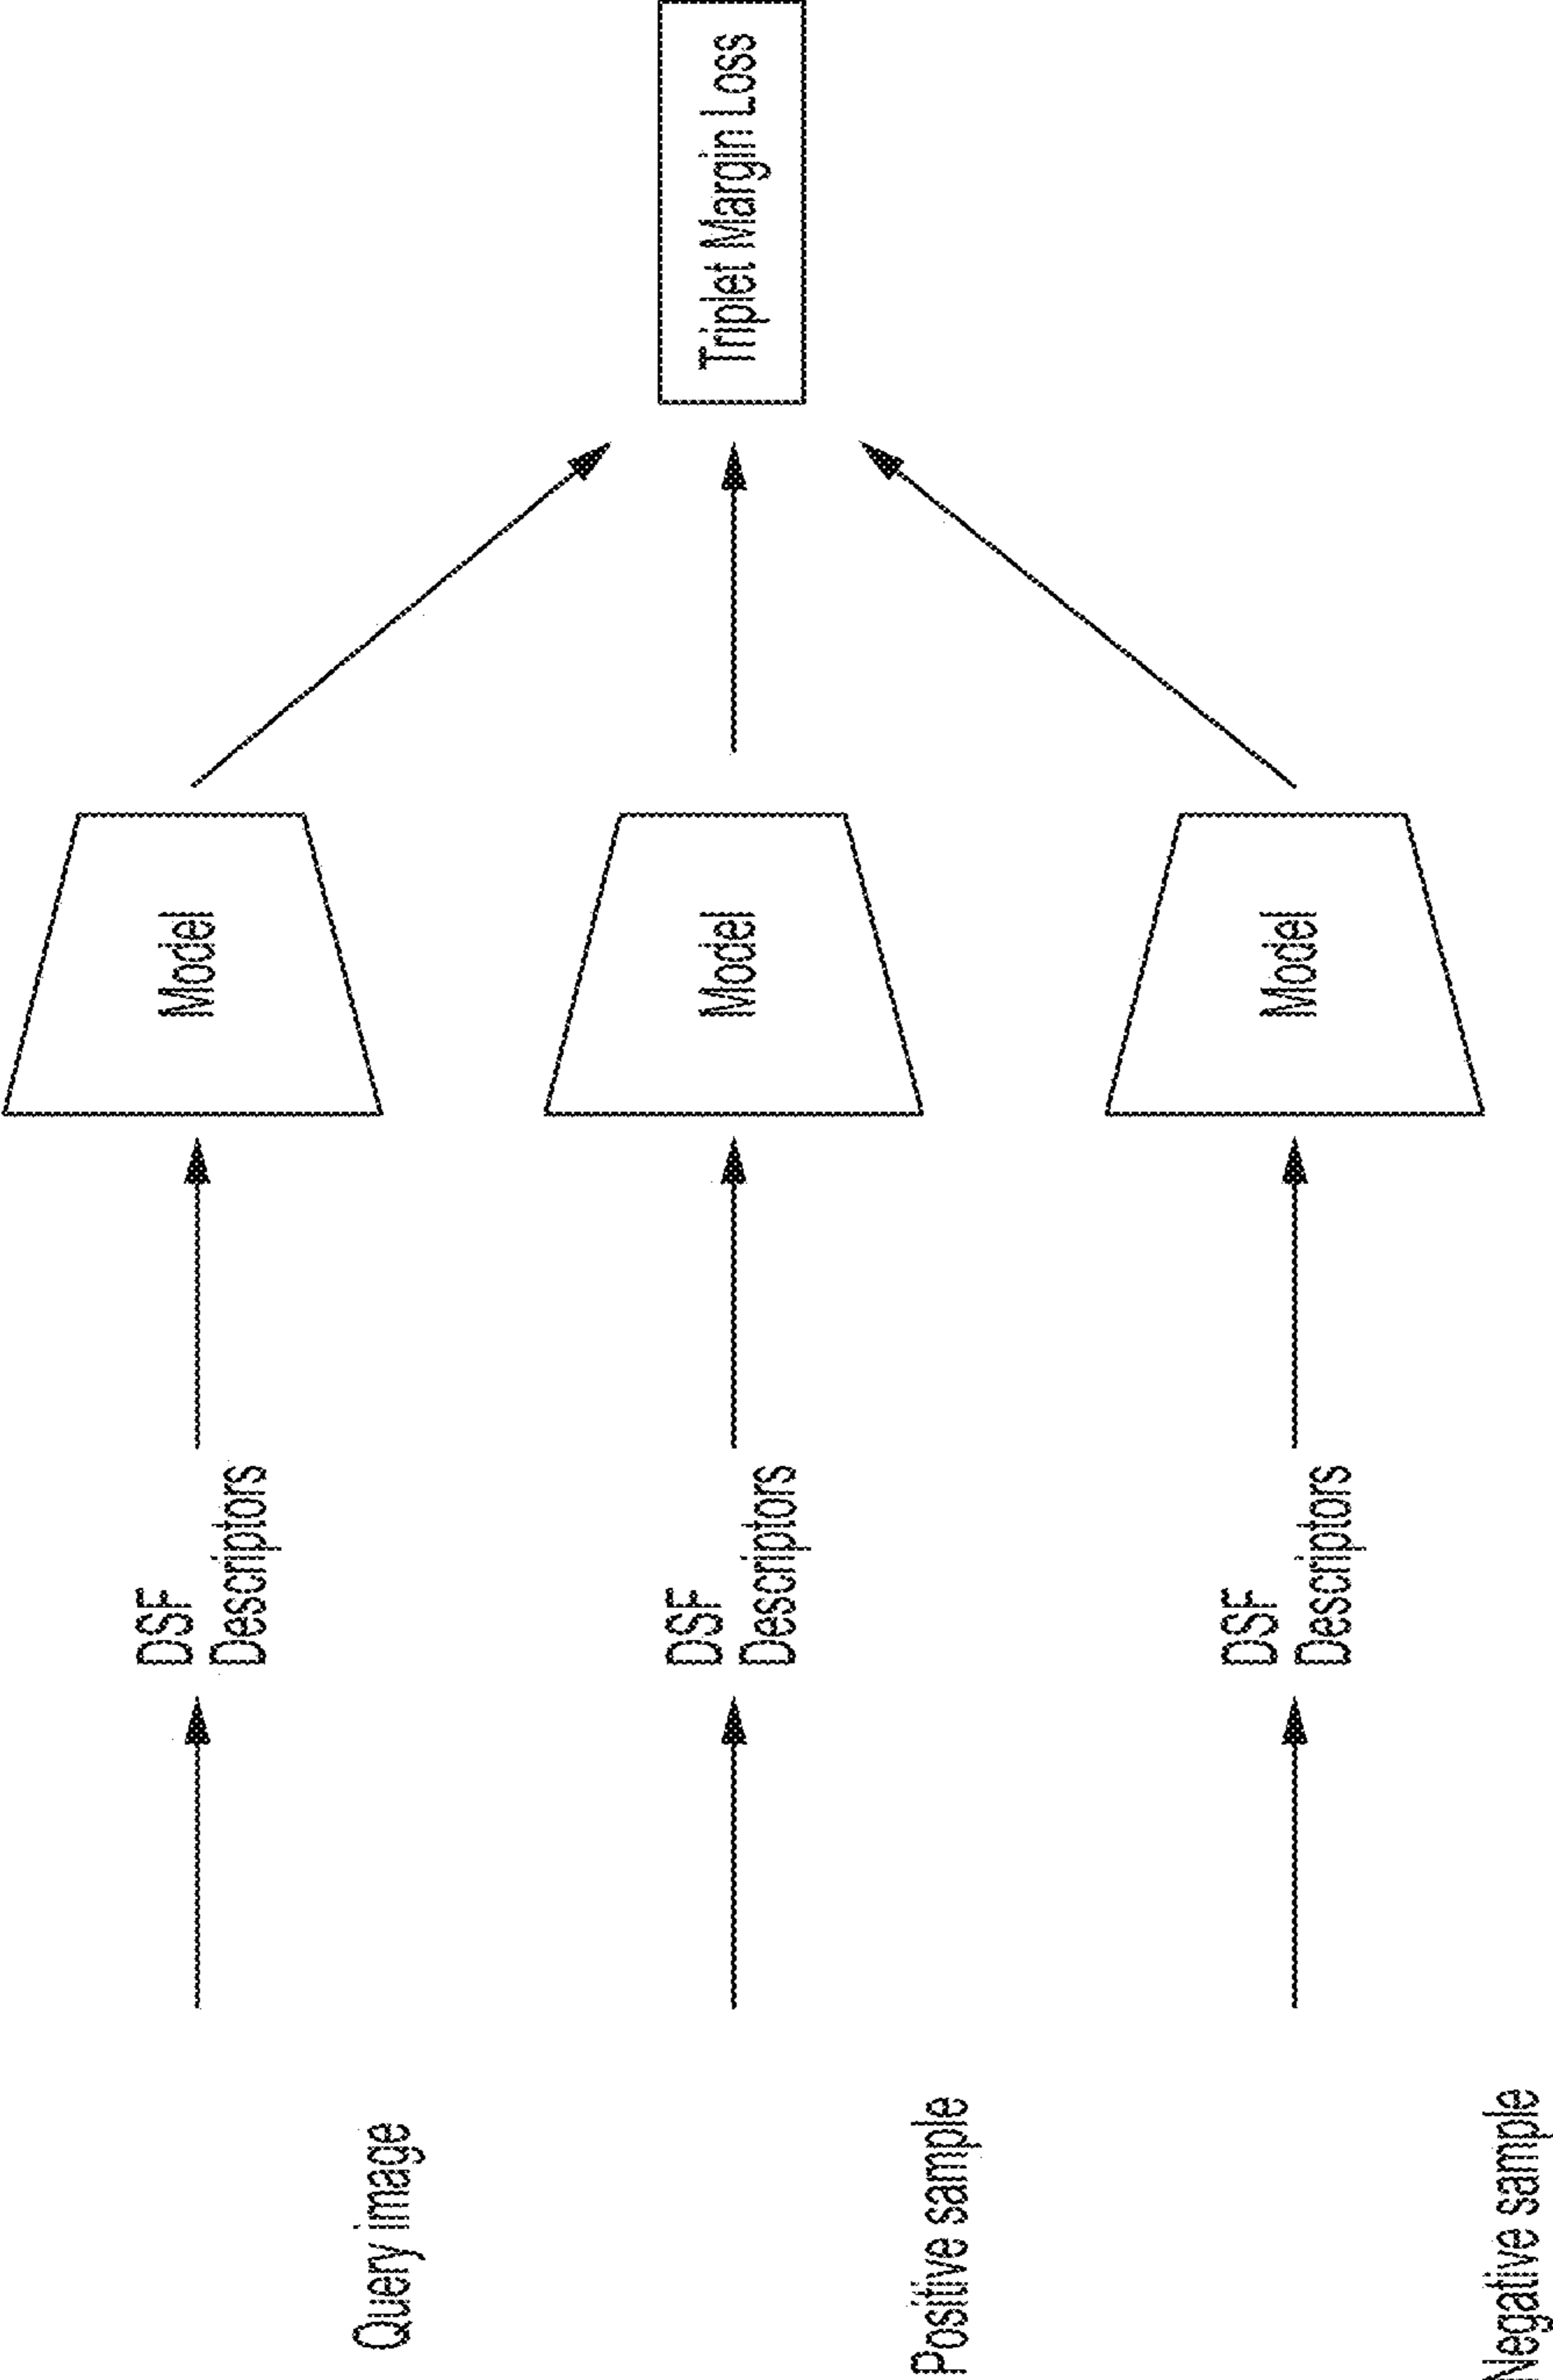 Query image
DSF
Descriptors
Model
Positive sample
DSF
Descriptors
Model
Negative sample
DSF
Descriptors
Model
Triplet Margin Loss